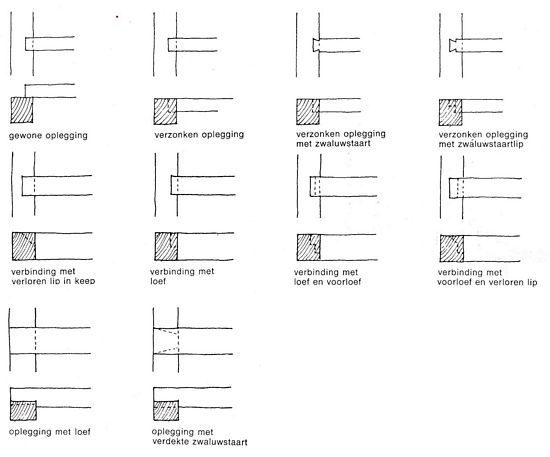 gewone oplegging
verzonken oplegging
verzonken oplegging
met zwaluwstaart
verzonken oplegging
met zwaluwstaartlip
verbinding met
verloren lip in keep
verbinding met
loef
verbinding met
loef en voorloef
verbinding met
voorloef en verloren lip
oplegging met loef
oplegging met
verdekte zwaluwstaart